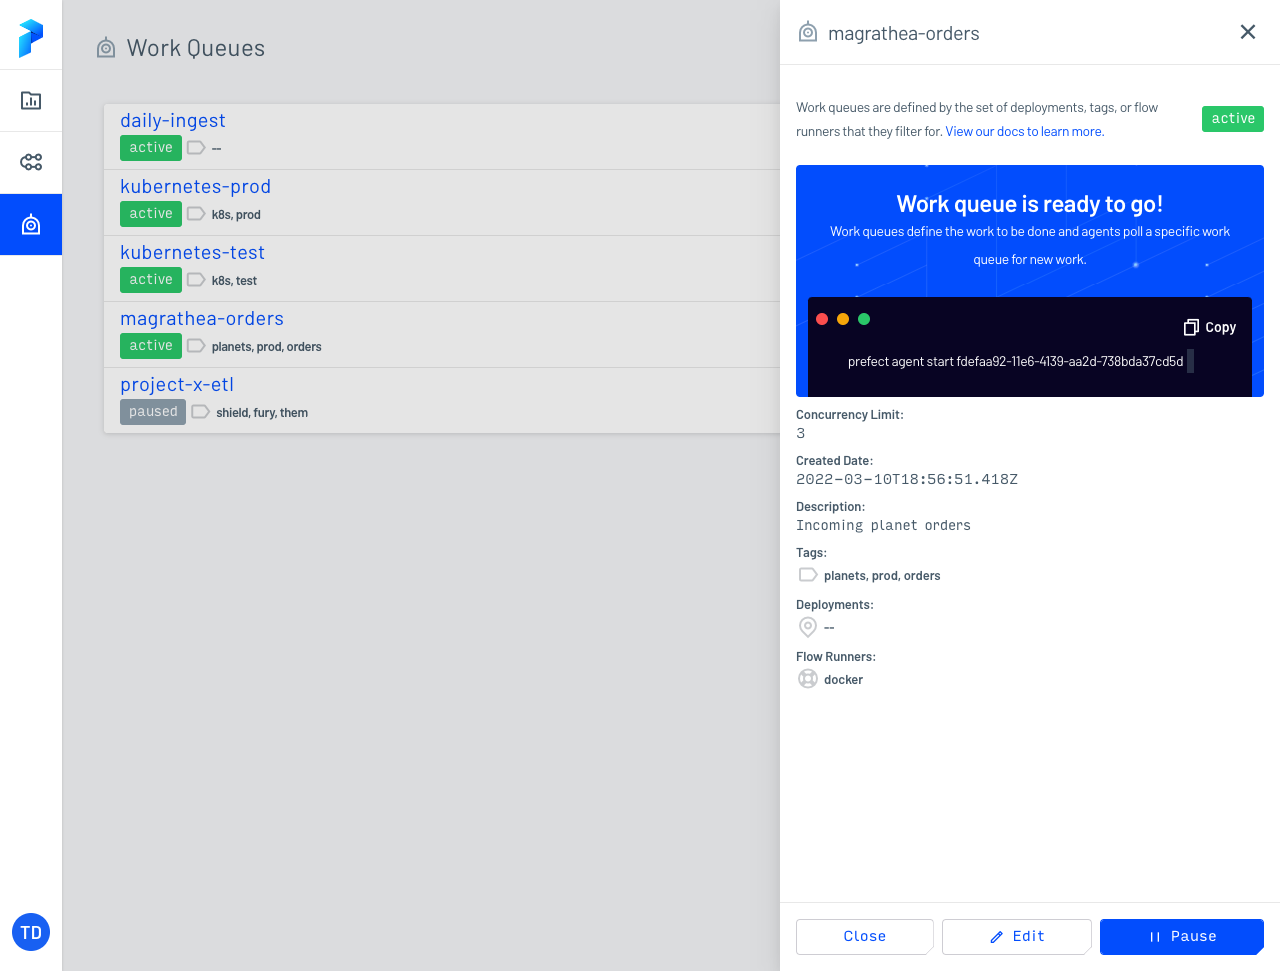 Work Queues
daily-ingest
active --
kubernetes-prod
active k8s, prod
kubernetes-test
active k8s, test
magrathea-orders
active planets, prod, orders
project-x-etl
paused shield, fury, them
TD
magrathea-orders
Work queues are defined by the set of deployments, tags, or flow
runners that they filter for. View our docs to learn more.
active
Work queue is ready to go!
Work queues define the work to be done and agents poll a specific work
queue for new work.
Copy
prefect agent start fdefaa92-11e6-4139-aa2d-738bda37cd5d
Concurrency Limit:
3
Created Date:
2022-03-10T18:56:51.418Z
Description:
Incoming planet orders
Tags:
planets, prod, orders
Deployments:
--
Flow Runners:
docker
Close
Edit
Pause